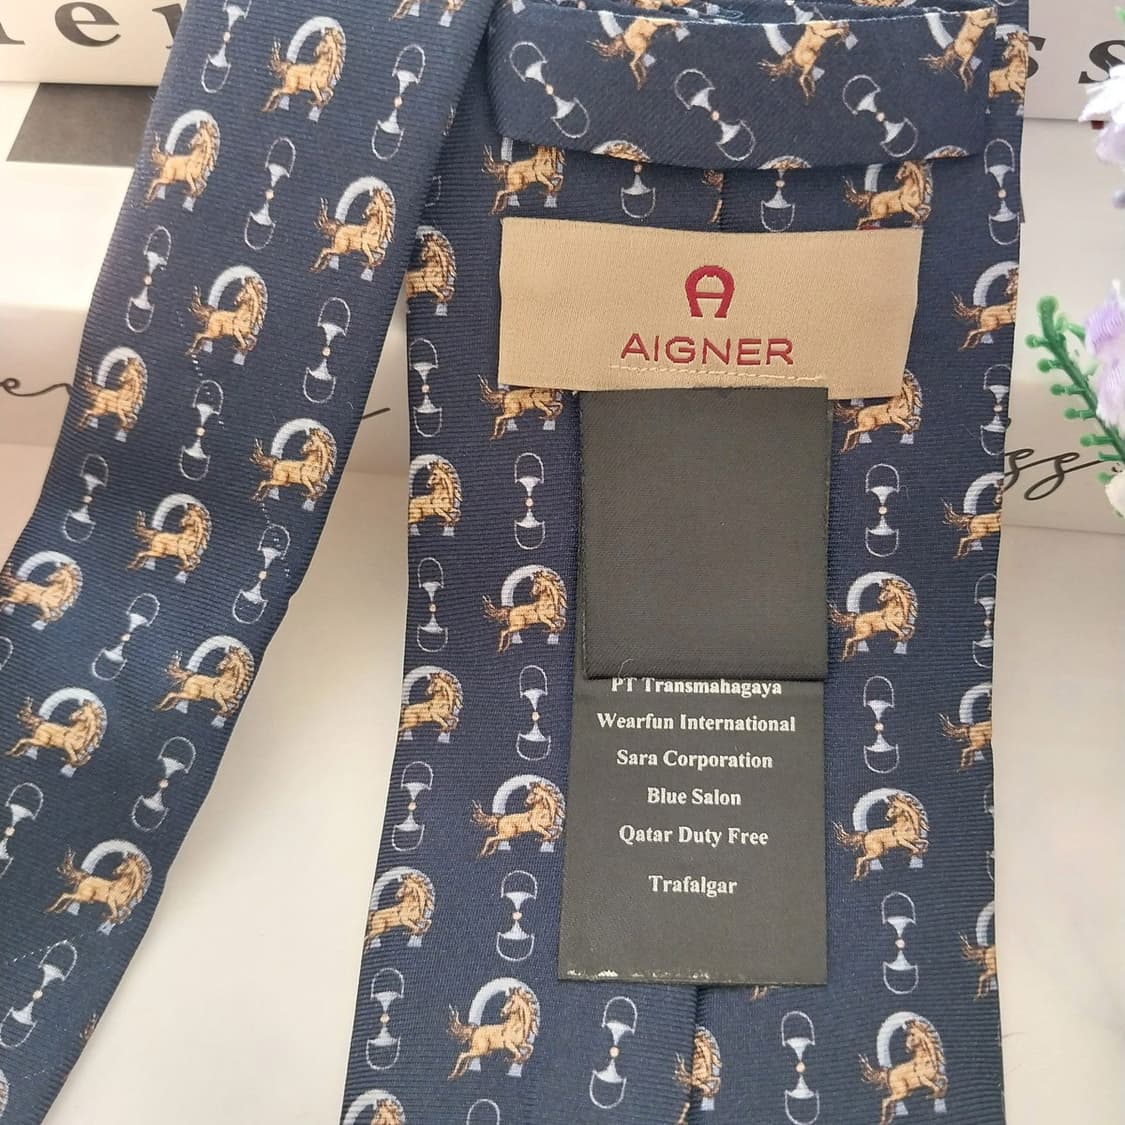 AIGNER
PT Transmahagaya
Wearfun International
Sara Corporation
Blue Salon
Qatar Duty Free
Trafalgar